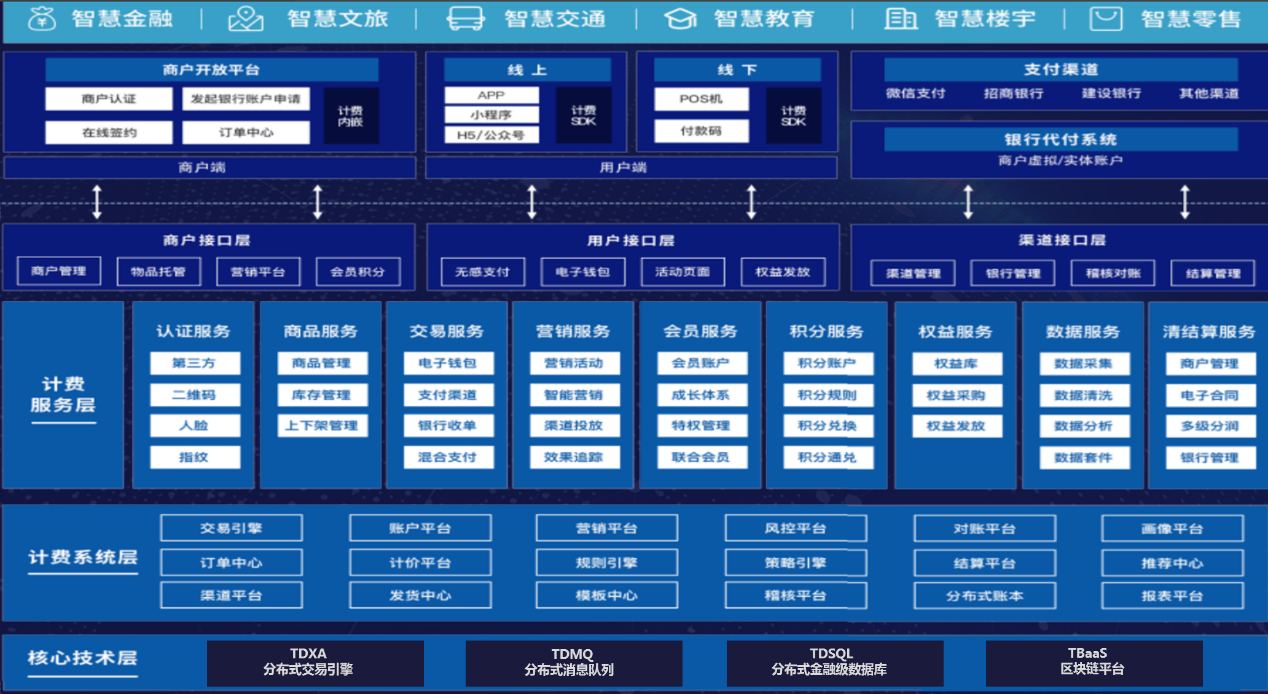 智慧金融
智慧文旅
智慧交通
智慧教育
智慧楼宇
智慧零售
商户开放平台
商户认证
发起银行账户申请
在线签约
订单中心
计费
内嵌
商户端
线上
APP
小程序
H5/公众号
计费
SDK
线下
POS机
付款码
计费
SDK
用户端
支付渠道
微信支付
招商银行
建设银行
其他渠道
银行代付系统
商户虚拟/实体账户
商户接口层
商户管理
物品托管
营销平台
会员积分
用户接口层
无感支付
电子钱包
活动页面
权益发放
渠道接口层
渠道管理
银行管理
稽核对账
结算管理
计费
服务层
认证服务
第三方
二维码
人脸
指纹
商品服务
商品管理
库存管理
上下架管理
交易服务
电子钱包
支付渠道
银行收单
混合支付
营销服务
营销活动
智能营销
渠道投放
效果追踪
会员服务
会员账户
成长体系
特权管理
联合会员
积分服务
积分账户
积分规则
积分兑换
积分通兑
权益服务
权益库
权益采购
权益发放
数据服务
数据采集
数据清洗
数据分析
数据套件
清结算服务
商户管理
电子合同
多级分润
银行管理
计费系统层
交易引擎
账户平台
营销平台
风控平台
对账平台
画像平台
订单中心
计价平台
规则引擎
策略引擎
结算平台
推荐中心
渠道平台
发货中心
模板中心
稽核平台
分布式账本
报表平台
核心技术层
TDXA
分布式交易引擎
TDMQ
分布式消息队列
TDSQL
分布式金融级数据库
TBaaS
区块链平台